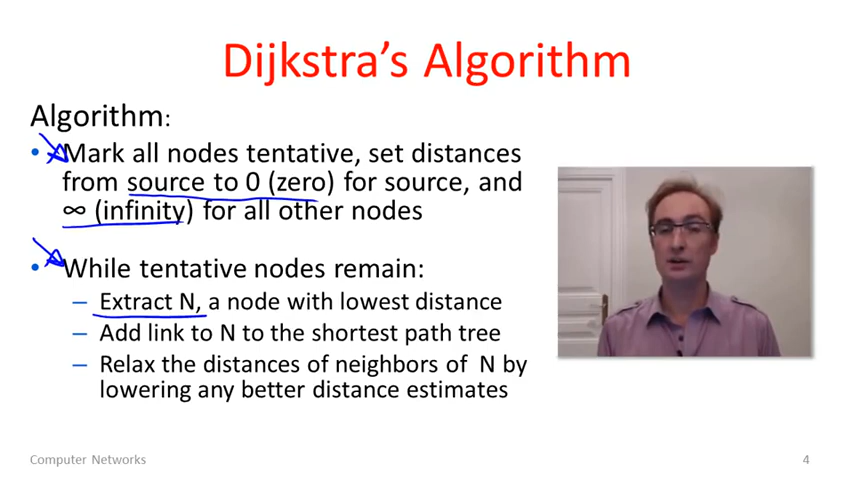 Dijkstra's Algorithm
Algorithm:
• Mark all nodes tentative, set distances
from source to 0 (zero) for source, and
∞ (infinity) for all other nodes
• While tentative nodes remain:
– Extract N, a node with lowest distance
– Add link to N to the shortest path tree
– Relax the distances of neighbors of N by
lowering any better distance estimates
Computer Networks
4